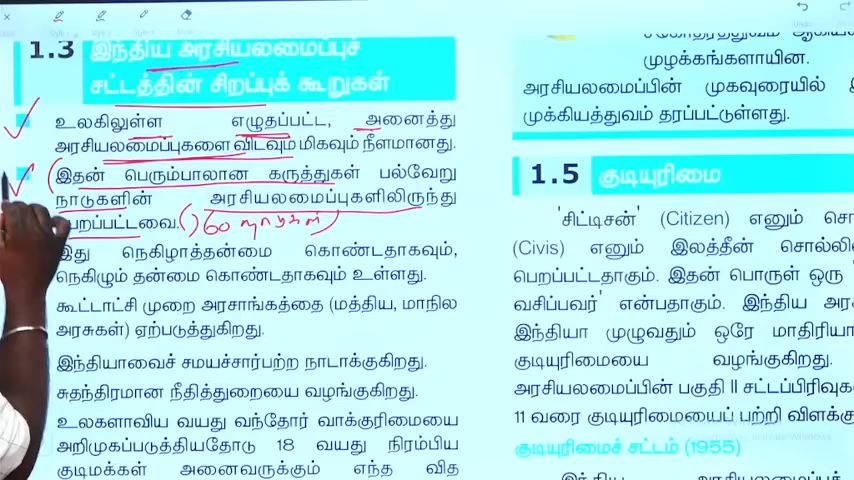 1.3 இந்திய அரசியலமைப்புச்
சட்டத்தின் சிறப்புக் கூறுகள்
உலகிலுள்ள எழுதப்பட்ட, அனைத்து
அரசியலமைப்புகளை விடவும் மிகவும் நீளமானது.
இதன் பெரும்பாலான கருத்துகள் பல்வேறு
நாடுகளின் அரசியலமைப்புகளிலிருந்து
பெறப்பட்டவை. ( ) 60 நாடுகள் )
இது நெகிழாத்தன்மை கொண்டதாகவும்,
நெகிழும் தன்மை கொண்டதாகவும் உள்ளது.
கூட்டாட்சி முறை அரசாங்கத்தை (மத்திய, மாநில
அரசுகள்) ஏற்படுத்துகிறது.
இந்தியாவைச் சமயச்சார்பற்ற நாடாக்குகிறது.
சுதந்திரமான நீதித்துறையை வழங்குகிறது.
உலகளாவிய வயது வந்தோர் வாக்குரிமையை
அறிமுகப்படுத்தியதோடு 18 வயது நிரம்பிய
குடிமக்கள் அனைவருக்கும் எந்த வித
முழக்கங்களாயின.
அரசியலமைப்பின் முகவுரையில்
முக்கியத்துவம் தரப்பட்டுள்ளது.
1.5 குடியுரிமை
'சிட்டிசன்' (Citizen) எனும்
(Civis) எனும் இலத்தீன்
பெறப்பட்டதாகும். இதன் பொருள் ஒரு
வசிப்பவர்' என்பதாகும். இந்திய
இந்தியா முழுவதும் ஒரே
குடியுரிமையை வழங்குகிறது.
அரசியலமைப்பின் பகுதி II
11 வரை குடியுரிமையைப் பற்றி
குடியுரிமைச் சட்டம் (1955)